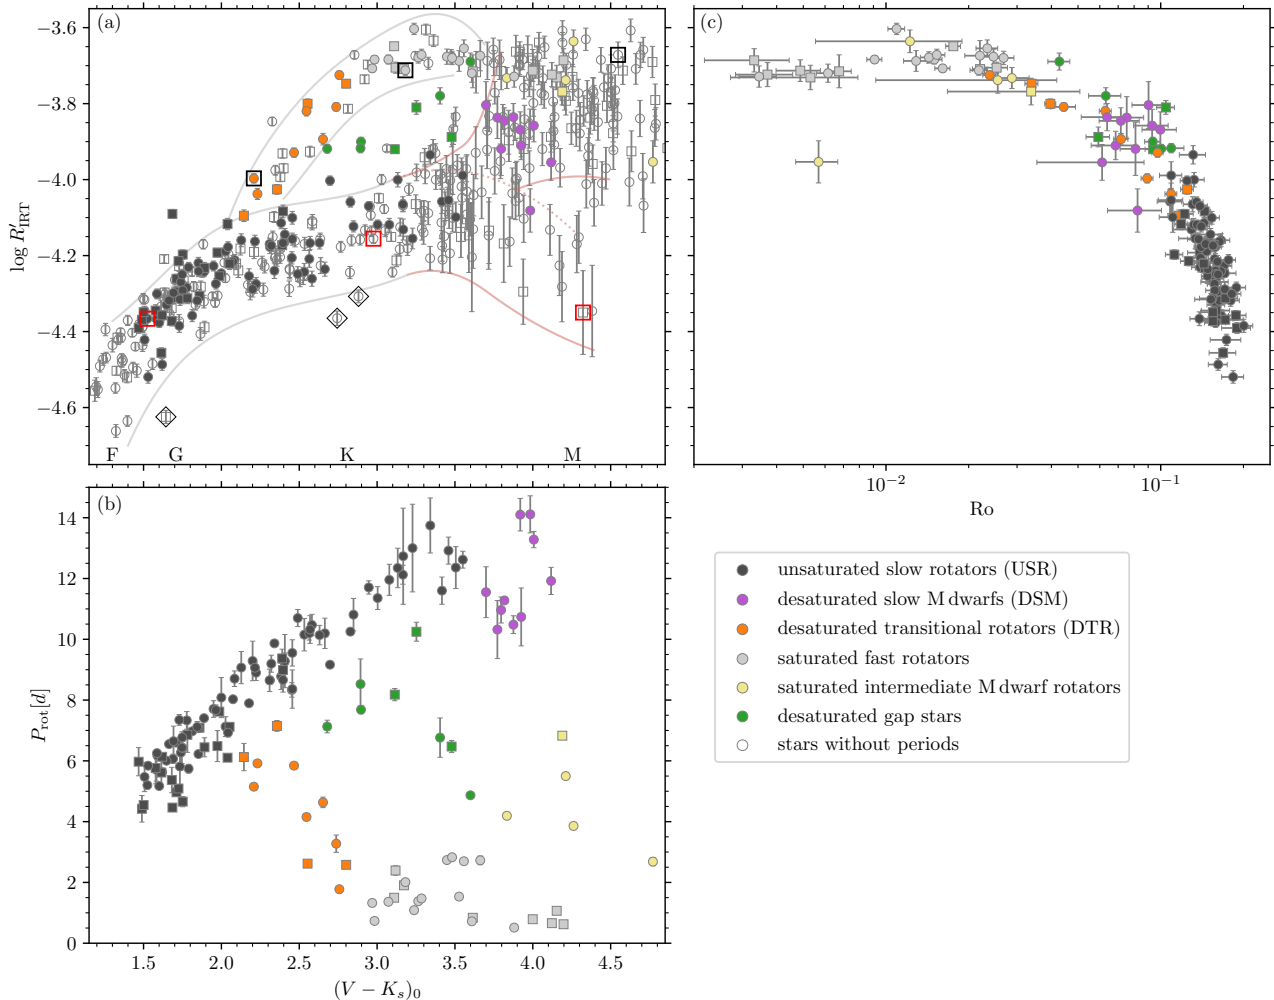 (a)
−3.6
−3.8
−4.0
−4.2
−4.4
−4.6
log R′IRT
F G K M
(c)
10−2 10−1
Ro
(b)
14
12
10
8
6
4
2
0
Prot[d]
1.5 2.0 2.5 3.0 3.5 4.0 4.5
(V − Ks)0
unsaturated slow rotators (USR)
desaturated slow M dwarfs (DSM)
desaturated transitional rotators (DTR)
saturated fast rotators
saturated intermediate M dwarf rotators
desaturated gap stars
stars without periods